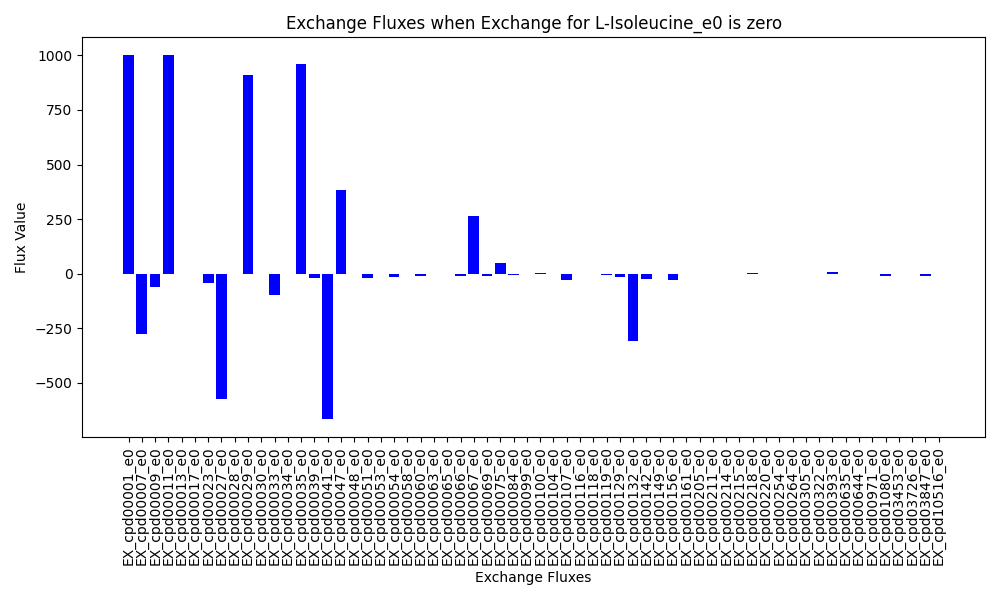 Exchange Fluxes when Exchange for L-Isoleucine_e0 is zero
Flux Value
1000
750
500
250
0
−250
−500
EX_cpd00001_e0
EX_cpd00007_e0
EX_cpd00009_e0
EX_cpd00011_e0
EX_cpd00013_e0
EX_cpd00017_e0
EX_cpd00023_e0
EX_cpd00027_e0
EX_cpd00028_e0
EX_cpd00029_e0
EX_cpd00030_e0
EX_cpd00033_e0
EX_cpd00034_e0
EX_cpd00035_e0
EX_cpd00039_e0
EX_cpd00041_e0
EX_cpd00047_e0
EX_cpd00048_e0
EX_cpd00051_e0
EX_cpd00053_e0
EX_cpd00054_e0
EX_cpd00058_e0
EX_cpd00060_e0
EX_cpd00063_e0
EX_cpd00065_e0
EX_cpd00066_e0
EX_cpd00067_e0
EX_cpd00069_e0
EX_cpd00075_e0
EX_cpd00084_e0
EX_cpd00099_e0
EX_cpd00100_e0
EX_cpd00104_e0
EX_cpd00107_e0
EX_cpd00116_e0
EX_cpd00118_e0
EX_cpd00119_e0
EX_cpd00129_e0
EX_cpd00132_e0
EX_cpd00142_e0
EX_cpd00149_e0
EX_cpd00156_e0
EX_cpd00161_e0
EX_cpd00205_e0
EX_cpd00211_e0
EX_cpd00214_e0
EX_cpd00215_e0
EX_cpd00218_e0
EX_cpd00220_e0
EX_cpd00254_e0
EX_cpd00264_e0
EX_cpd00305_e0
EX_cpd00322_e0
EX_cpd00393_e0
EX_cpd00635_e0
EX_cpd00644_e0
EX_cpd00971_e0
EX_cpd01080_e0
EX_cpd03453_e0
EX_cpd03726_e0
EX_cpd03847_e0
EX_cpd10516_e0
Exchange Fluxes